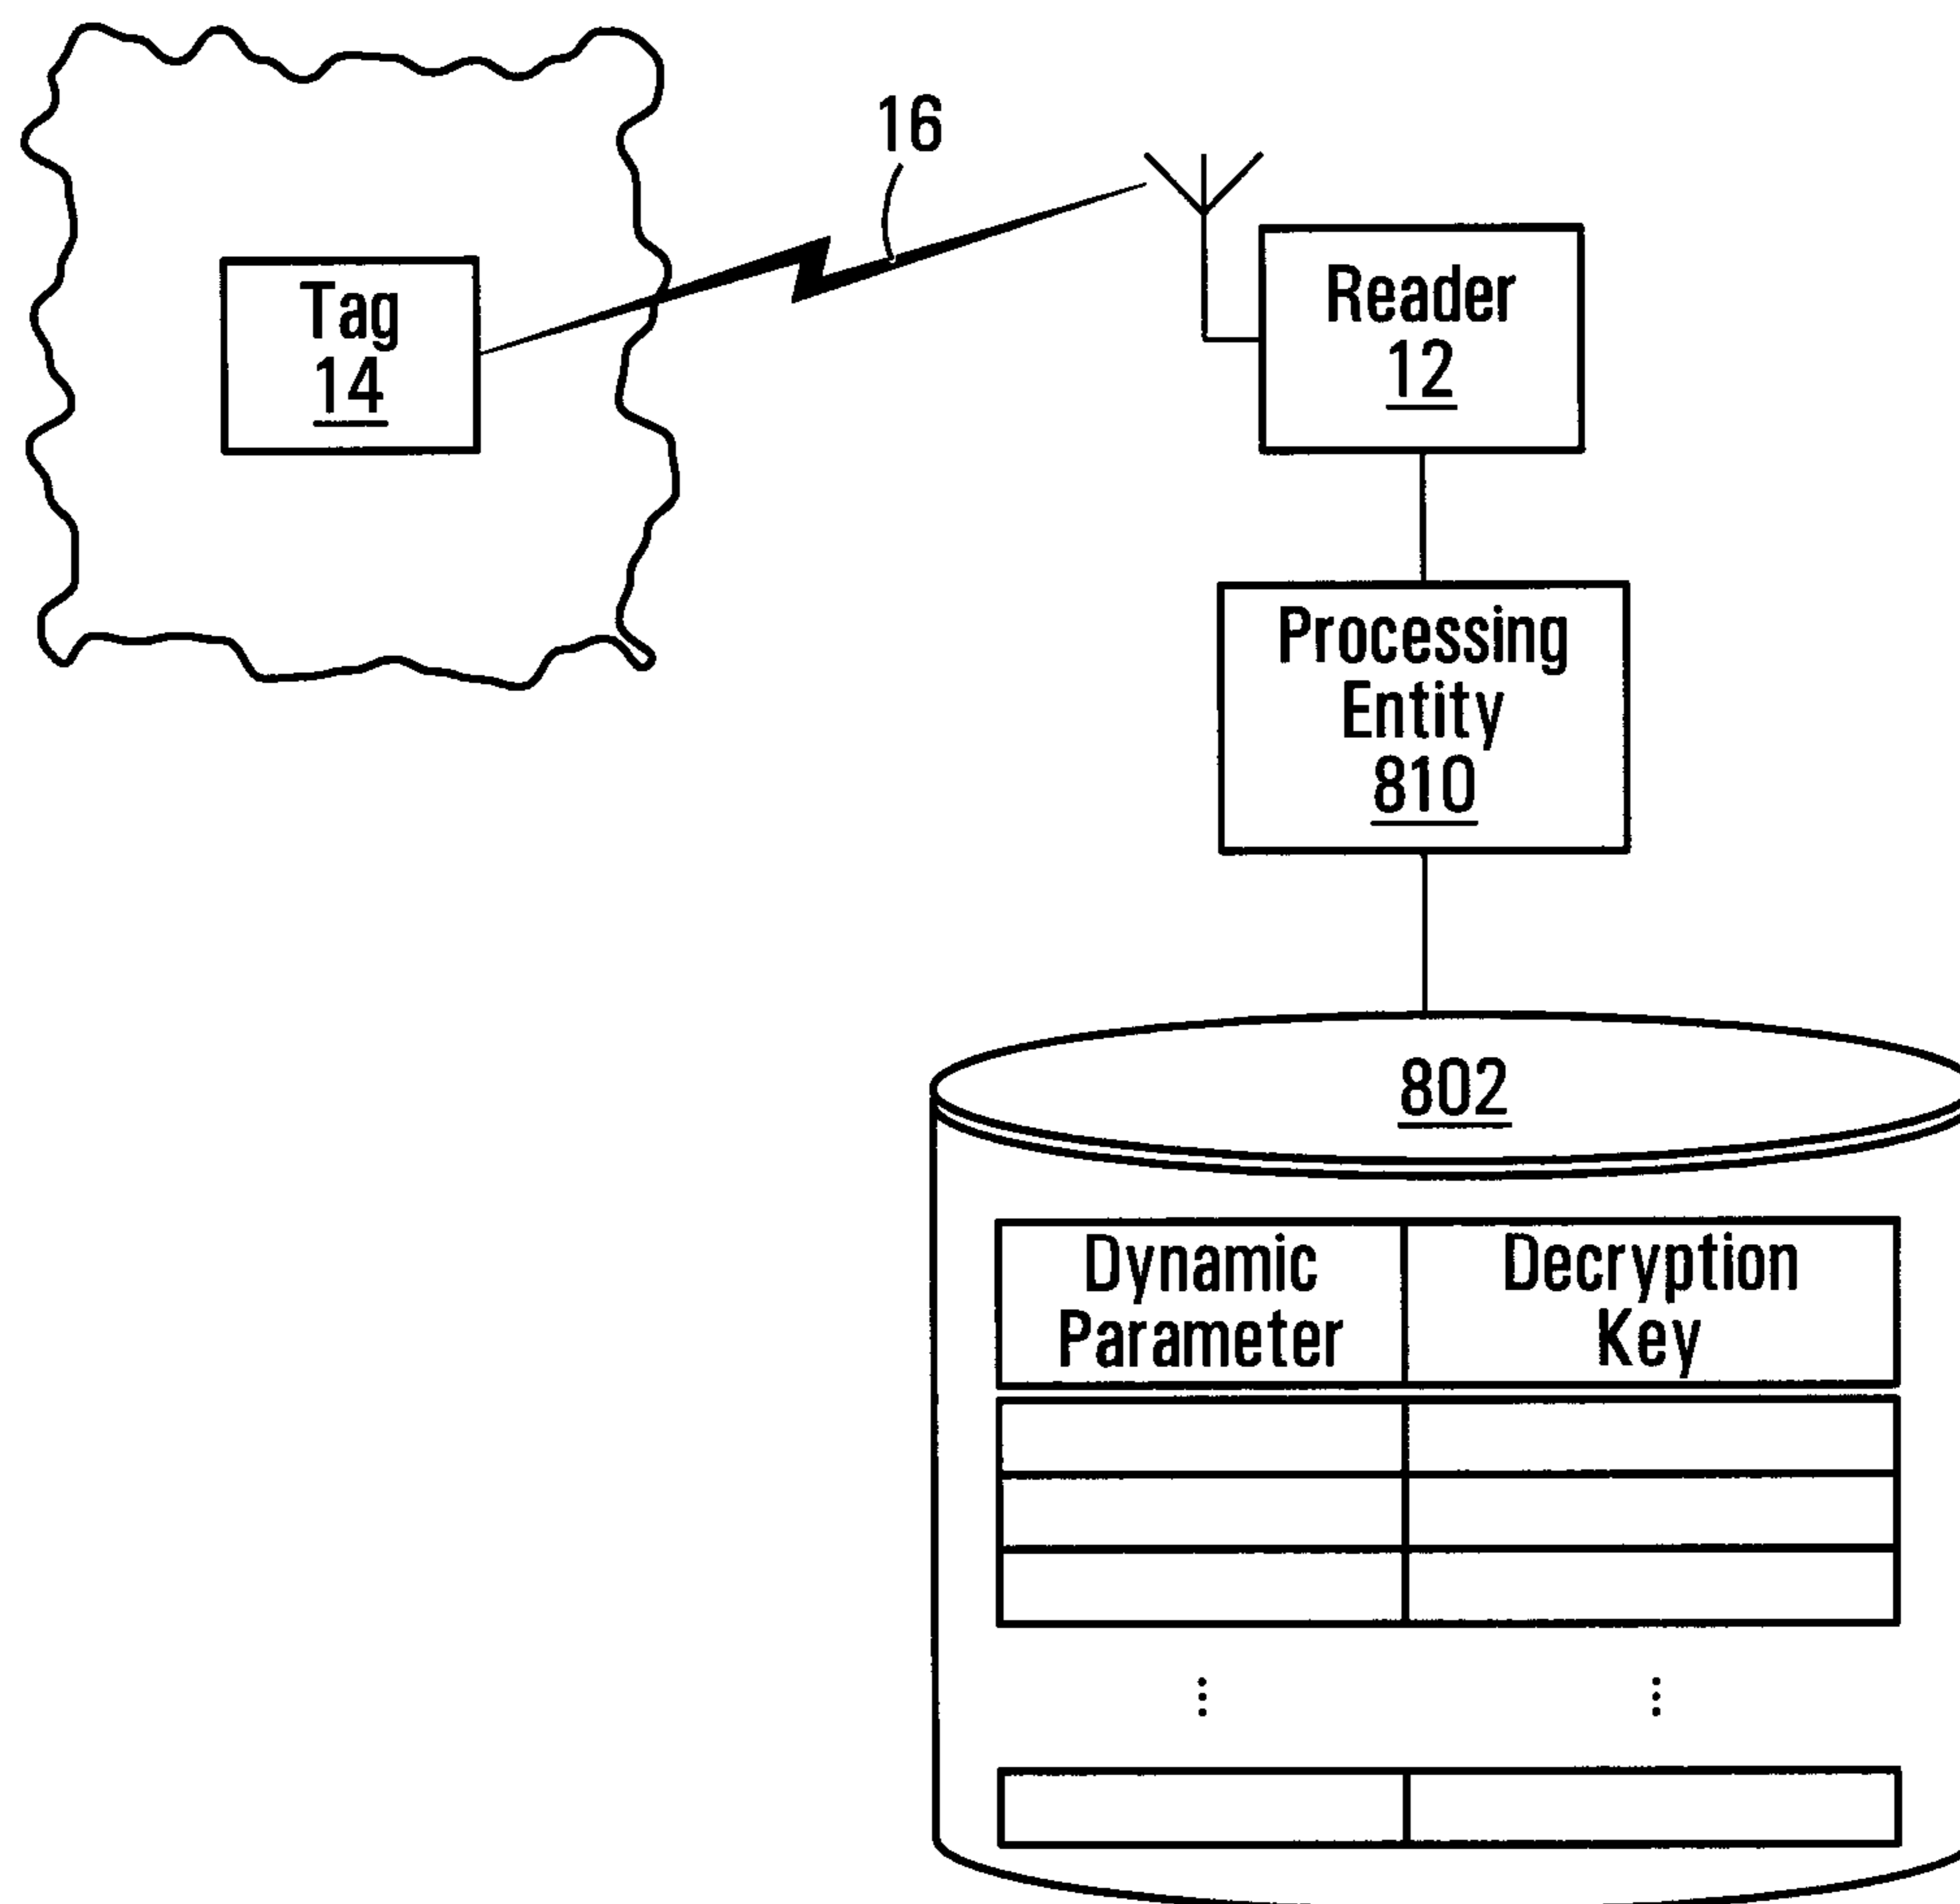 16
Tag
14
Reader
12
Processing
Entity
810
802
Dynamic
Parameter
Decryption
Key